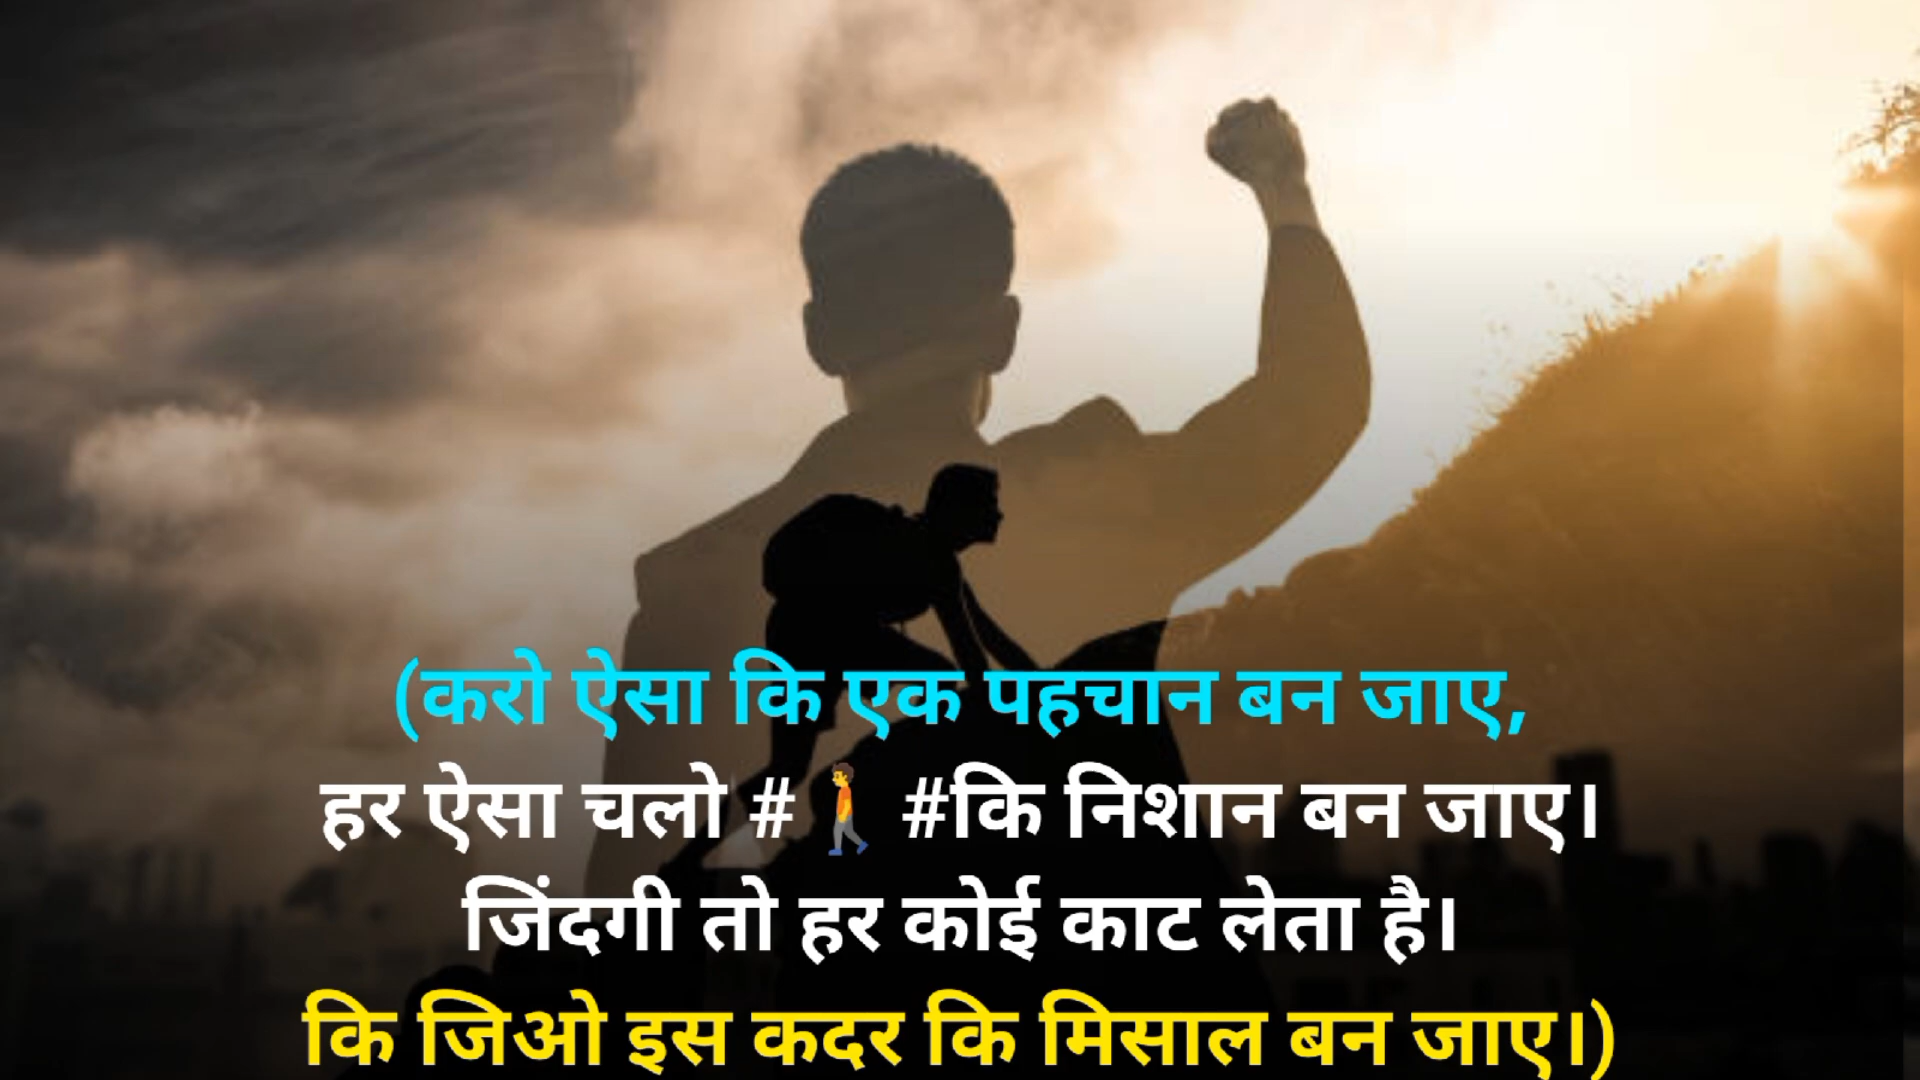 (करो ऐसा कि एक पहचान बन जाए,
हर ऐसा चलो #🚶 #कि निशान बन जाए।
जिंदगी तो हर कोई काट लेता है।
कि जिओ इस कदर कि मिसाल बन जाए।)